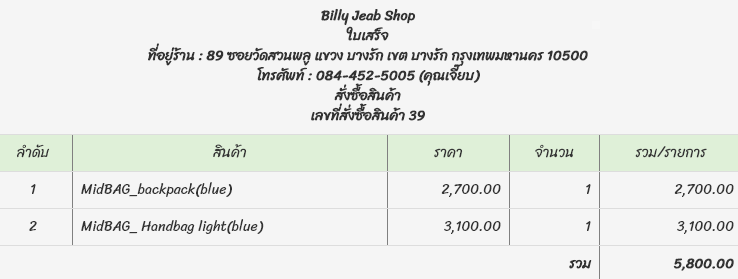 Billy Jeab Shop
ใบเสร็จ
ที่อยู่ร้าน : 89 ซอยวัดสวนพลู แขวง บางรัก เขต บางรัก กรุงเทพมหานคร 10500
โทรศัพท์ : 084-452-5005 (คุณเจี๊ยบ)
สั่งซื้อสินค้า
เลขที่สั่งซื้อสินค้า 39
ลำดับ สินค้า ราคา จำนวน รวม/รายการ
1 MidBAG_backpack(blue) 2,700.00 1 2,700.00
2 MidBAG_ Handbag light(blue) 3,100.00 1 3,100.00
รวม 5,800.00